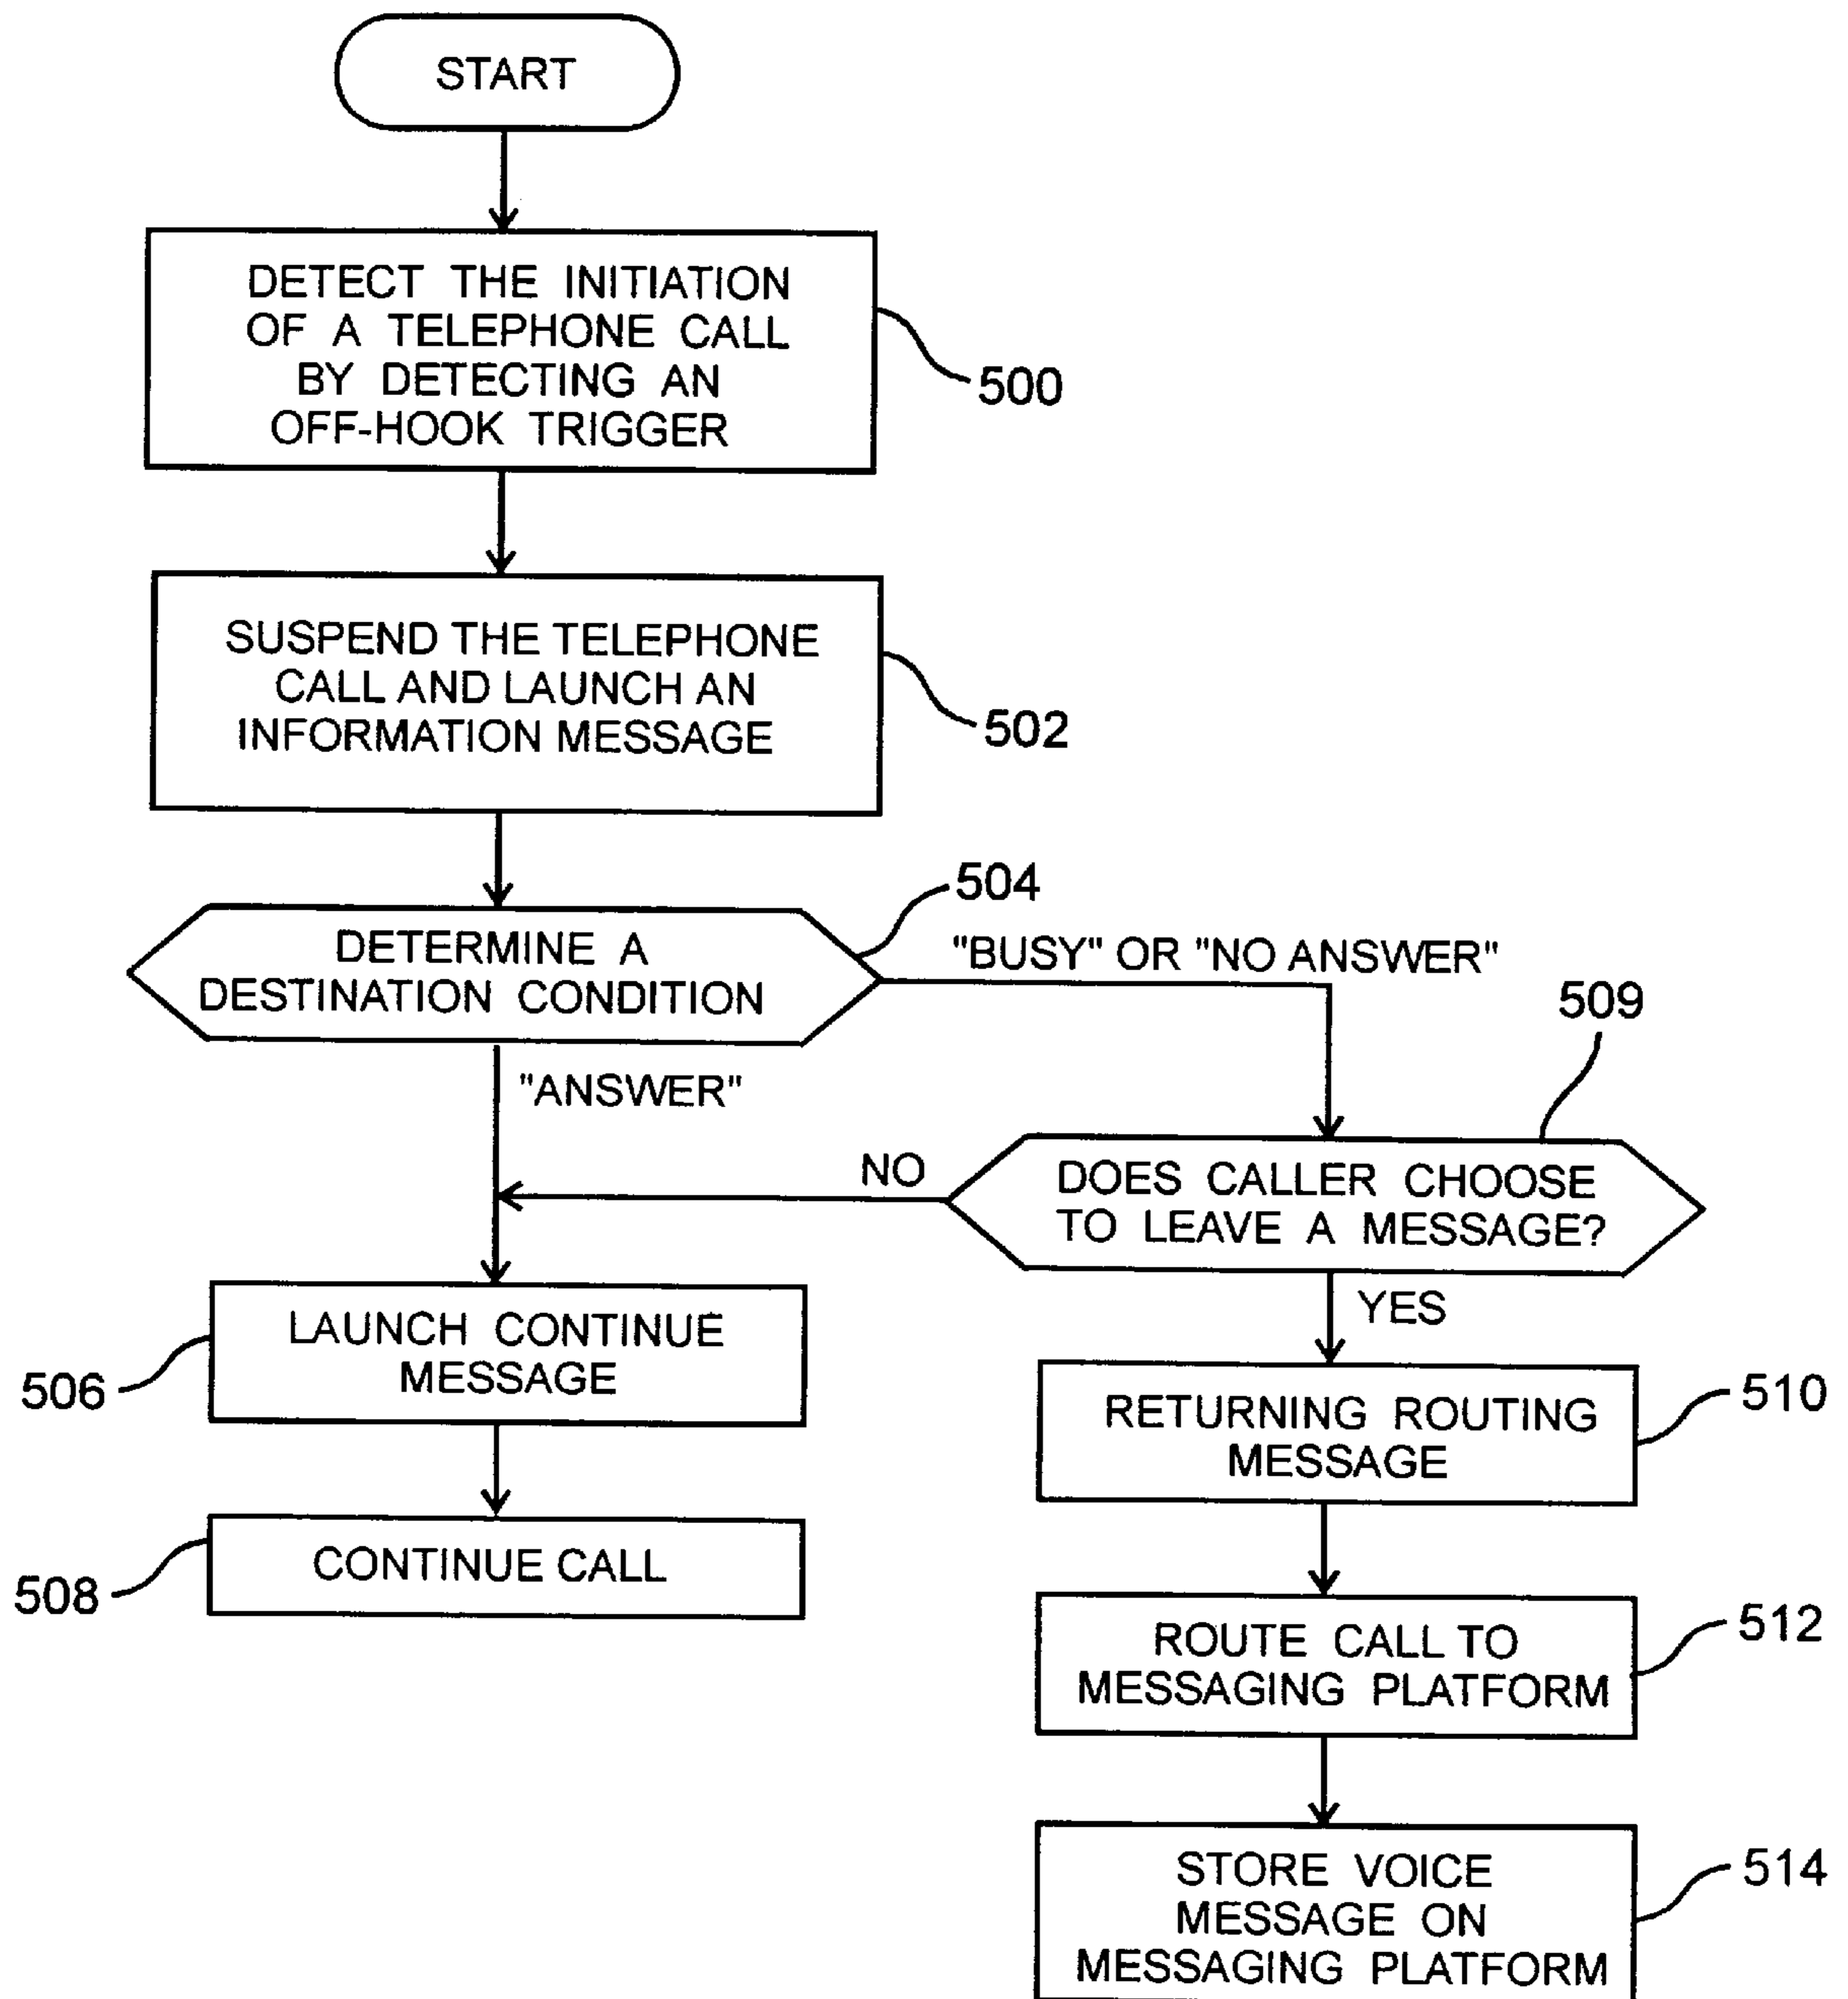 START
DETECT THE INITIATION
OF A TELEPHONE CALL
BY DETECTING AN
OFF-HOOK TRIGGER
500
SUSPEND THE TELEPHONE
CALL AND LAUNCH AN
INFORMATION MESSAGE
502
504
DETERMINE A
DESTINATION CONDITION
"BUSY" OR "NO ANSWER"
509
"ANSWER"
NO
DOES CALLER CHOOSE
TO LEAVE A MESSAGE?
YES
LAUNCH CONTINUE
MESSAGE
506
RETURNING ROUTING
MESSAGE
510
CONTINUE CALL
508
ROUTE CALL TO
MESSAGING PLATFORM
512
STORE VOICE
MESSAGE ON
MESSAGING PLATFORM
514